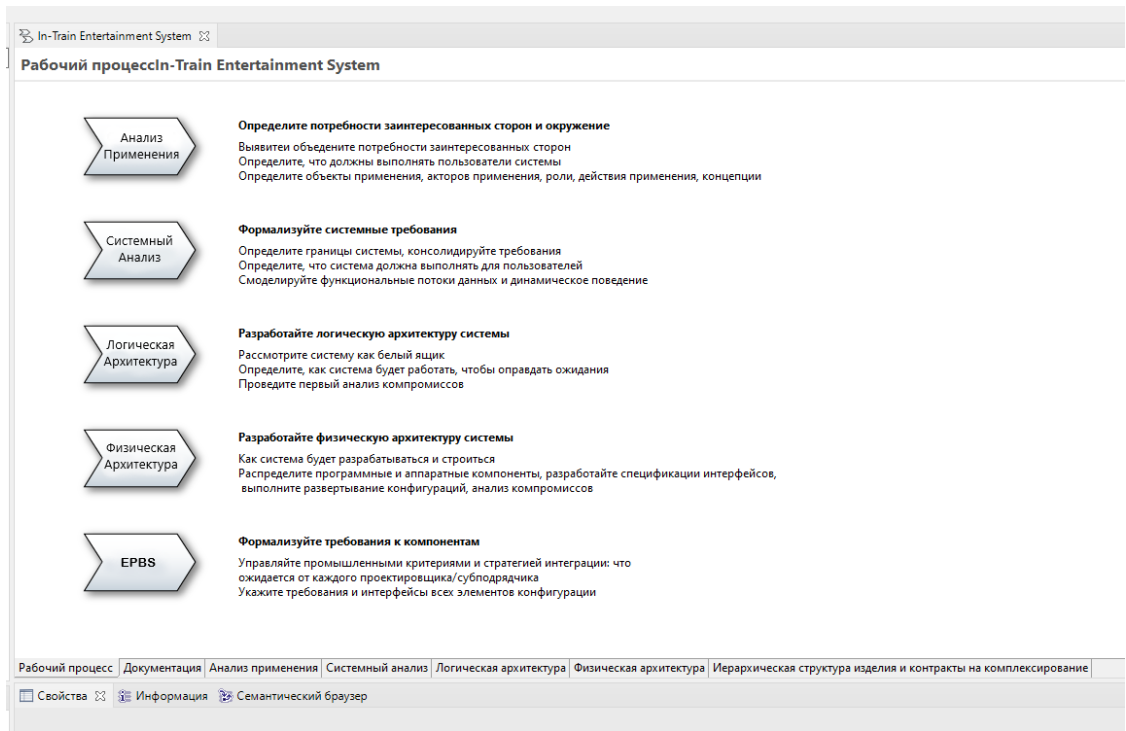 In-Train Entertainment System
Рабочий процессIn-Train Entertainment System
Анализ
Применения
Определите потребности заинтересованных сторон и окружение
Выявитеи объедените потребности заинтересованных сторон
Определите, что должны выполнять пользователи системы
Определите объекты применения, акторов применения, роли, действия применения, концепции
Системный
Анализ
Формализуйте системные требования
Определите границы системы, консолидируйте требования
Определите, что система должна выполнять для пользователей
Смоделируйте функциональные потоки данных и динамическое поведение
Логическая
Архитектура
Разработайте логическую архитектуру системы
Рассмотрите систему как белый ящик
Определите, как система будет работать, чтобы оправдать ожидания
Проведите первый анализ компромиссов
Физическая
Архитектура
Разработайте физическую архитектуру системы
Как система будет разрабатываться и строиться
Распределите программные и аппаратные компоненты, разработайте спецификации интерфейсов,
выполните развертывание конфигураций, анализ компромиссов
EPBS
Формализуйте требования к компонентам
Управляйте промышленными критериями и стратегией интеграции: что
ожидается от каждого проектировщика/субподрядчика
Укажите требования и интерфейсы всех элементов конфигурации
Рабочий процесс Документация Анализ применения Системный анализ Логическая архитектура Физическая архитектура Иерархическая структура изделия и контракты на комплексирование
Свойства Информация Семантический браузер